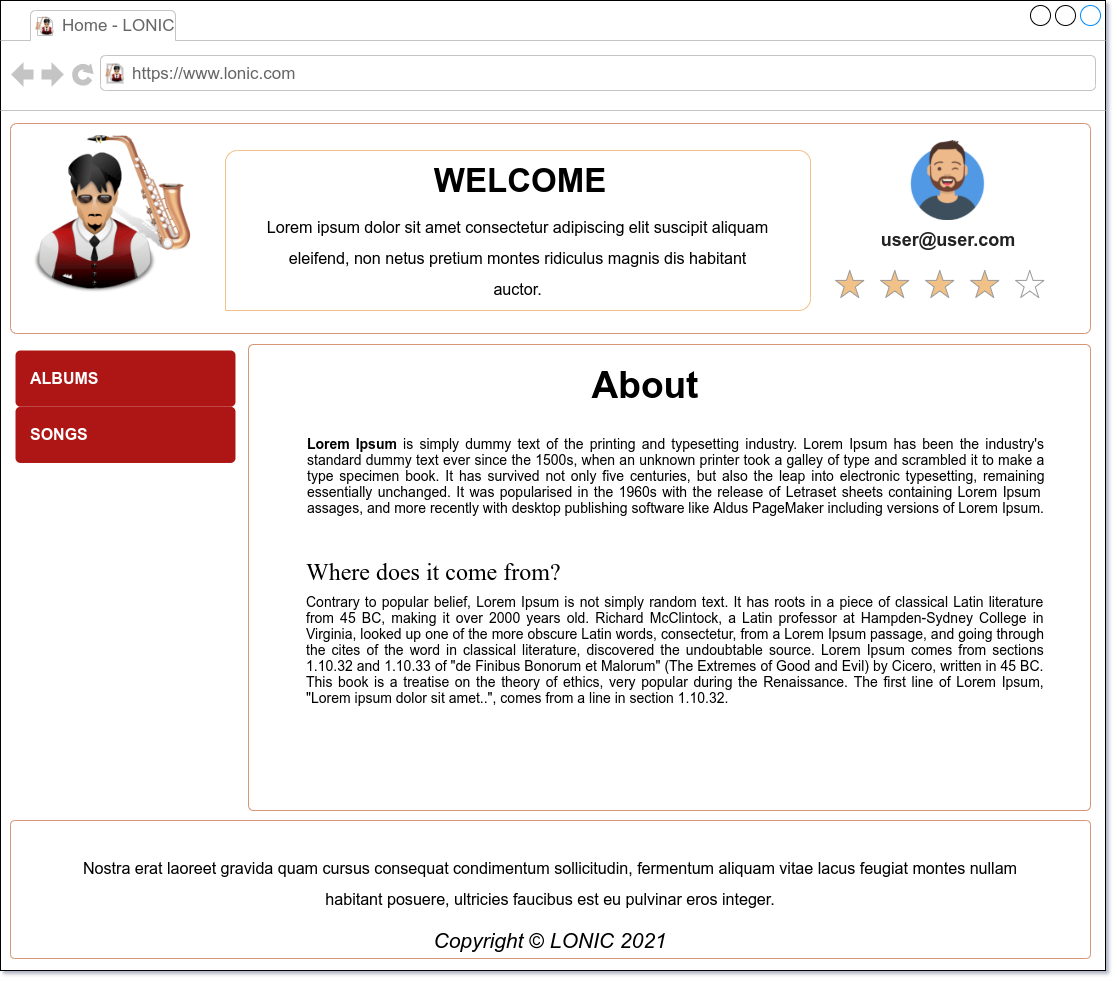 Home - LONIC
https://www.lonic.com
WELCOME
Lorem ipsum dolor sit amet consectetur adipiscing elit suscipit aliquam
eleifend, non netus pretium montes ridiculus magnis dis habitant
auctor.
user@user.com
ALBUMS
SONGS
About
Lorem Ipsum is simply dummy text of the printing and typesetting industry. Lorem Ipsum has been the industry's
standard dummy text ever since the 1500s, when an unknown printer took a galley of type and scrambled it to make a
type specimen book. It has survived not only five centuries, but also the leap into electronic typesetting, remaining
essentially unchanged. It was popularised in the 1960s with the release of Letraset sheets containing Lorem Ipsum
assages, and more recently with desktop publishing software like Aldus PageMaker including versions of Lorem Ipsum.
Where does it come from?
Contrary to popular belief, Lorem Ipsum is not simply random text. It has roots in a piece of classical Latin literature
from 45 BC, making it over 2000 years old. Richard McClintock, a Latin professor at Hampden-Sydney College in
Virginia, looked up one of the more obscure Latin words, consectetur, from a Lorem Ipsum passage, and going through
the cites of the word in classical literature, discovered the undoubtable source. Lorem Ipsum comes from sections
1.10.32 and 1.10.33 of "de Finibus Bonorum et Malorum" (The Extremes of Good and Evil) by Cicero, written in 45 BC.
This book is a treatise on the theory of ethics, very popular during the Renaissance. The first line of Lorem Ipsum,
"Lorem ipsum dolor sit amet..", comes from a line in section 1.10.32.
Nostra erat laoreet gravida quam cursus consequat condimentum sollicitudin, fermentum aliquam vitae lacus feugiat montes nullam
habitant posuere, ultricies faucibus est eu pulvinar eros integer.
Copyright © LONIC 2021